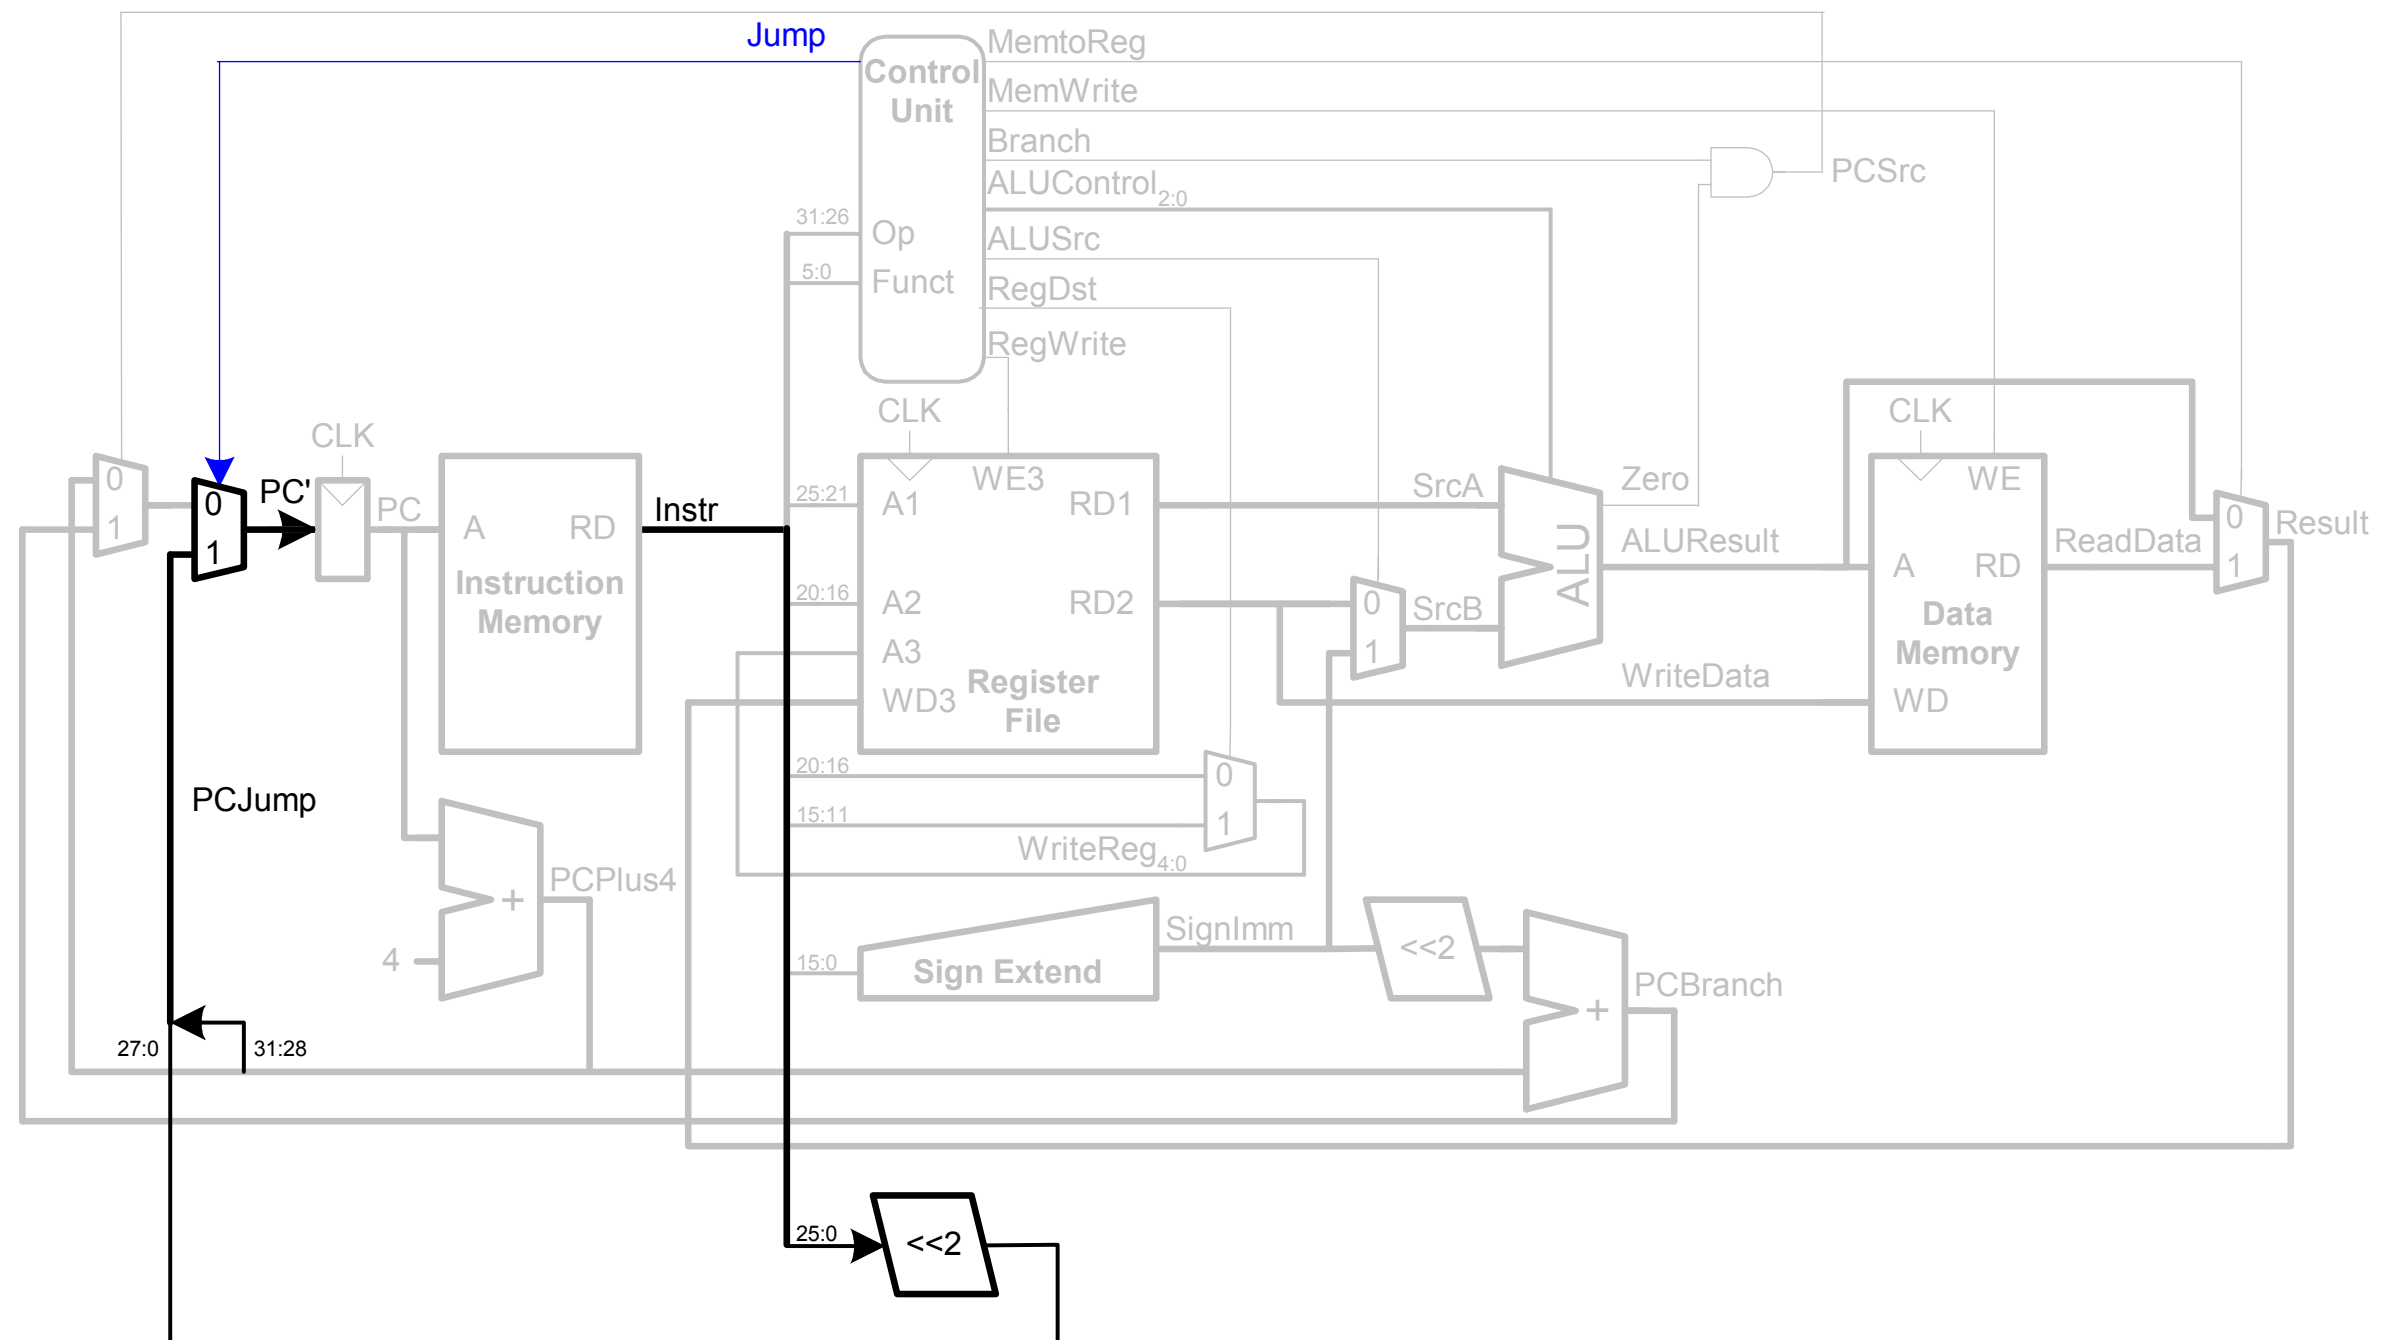 Jump
MemtoReg
Control
Unit
MemWrite
Branch
PCSrc
ALUControl2:0
31:26
Op
ALUSrc
5:0
Funct
RegDst
RegWrite
CLK
CLK
CLK
0
1
0
1
PC'
PC
A
RD
Instruction
Memory
Instr
25:21
A1
WE3
RD1
20:16
A2
RD2
A3
WD3
Register
File
SrcA
0
1
SrcB
ALU
Zero
ALUResult
WriteData
WE
A
RD
Data
Memory
WD
ReadData
0
1
Result
PCJump
20:16
0
15:11
1
WriteReg4:0
PCPlus4
+
4
SignImm
15:0
Sign Extend
<<2
PCBranch
+
27:0
31:28
25:0
<<2